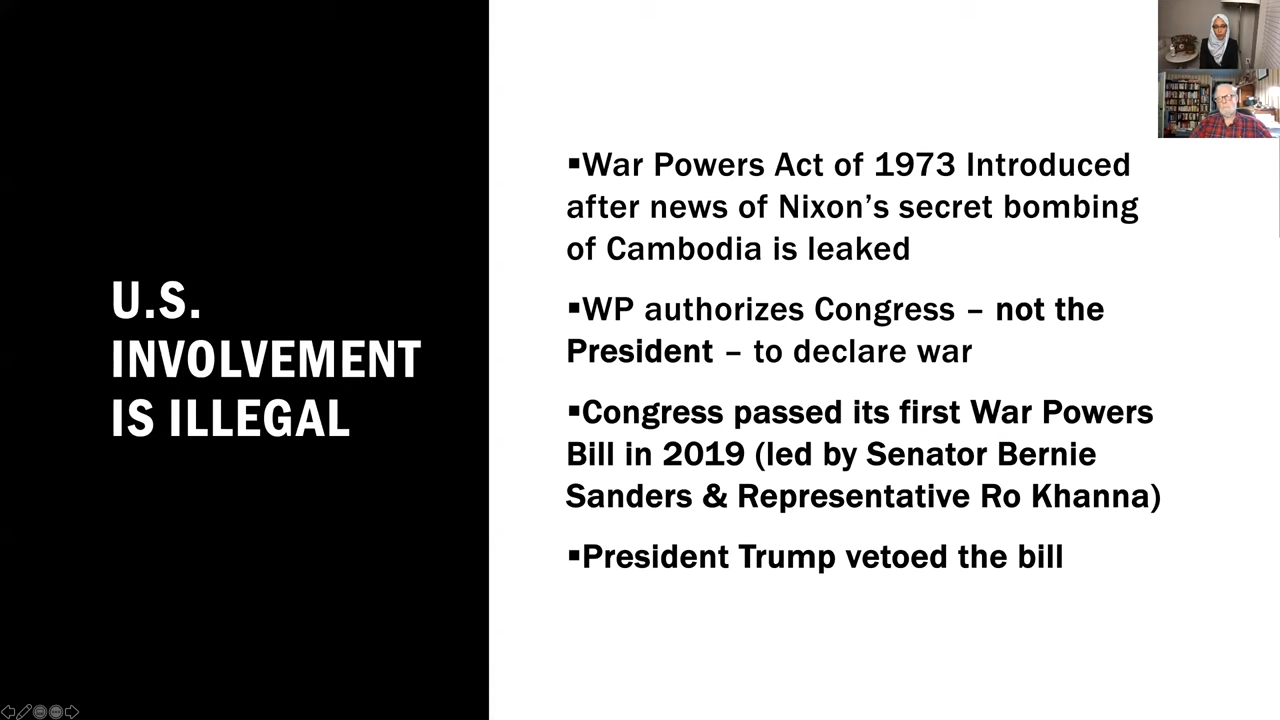 U.S.
INVOLVEMENT
IS ILLEGAL
▪War Powers Act of 1973 Introduced
after news of Nixon’s secret bombing
of Cambodia is leaked
▪WP authorizes Congress – not the
President – to declare war
▪Congress passed its first War Powers
Bill in 2019 (led by Senator Bernie
Sanders & Representative Ro Khanna)
▪President Trump vetoed the bill